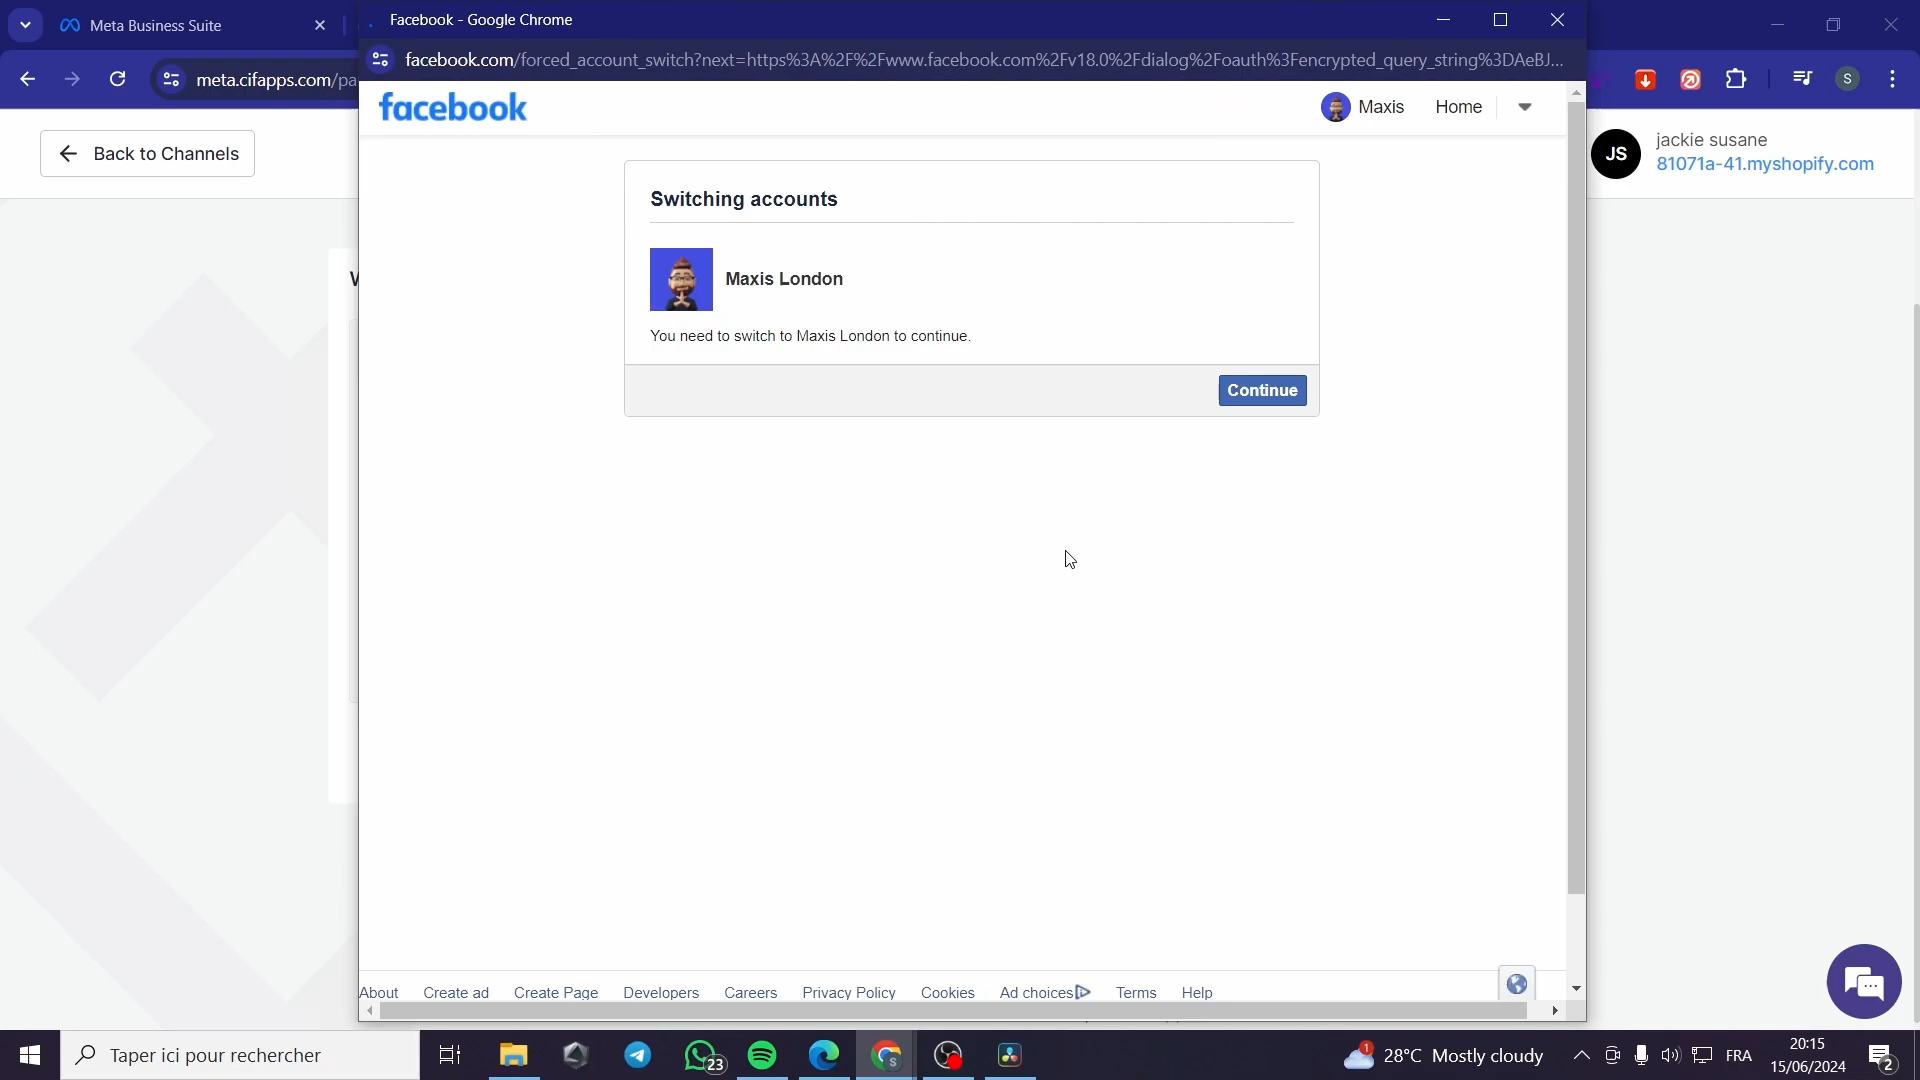 Meta Business Suite
Facebook - Google Chrome
meta.cifapps.com/pa
facebook.com/forced_account_switch?next=https%3A%2F%2Fwww.facebook.com%2Fv18.0%2Fdialog%2Foauth%3Fencrypted_query_string%3DAeBJ...
S
facebook
Maxis
Home
Back to Channels
JS
jackie susane
81071a-41.myshopify.com
Switching accounts
Maxis London
You need to switch to Maxis London to continue.
Continue
About
Create ad
Create Page
Developers
Careers
Privacy Policy
Cookies
Ad choices
Terms
Help
Taper ici pour rechercher
23
1
28°C Mostly cloudy
FRA
20:15
15/06/2024
2